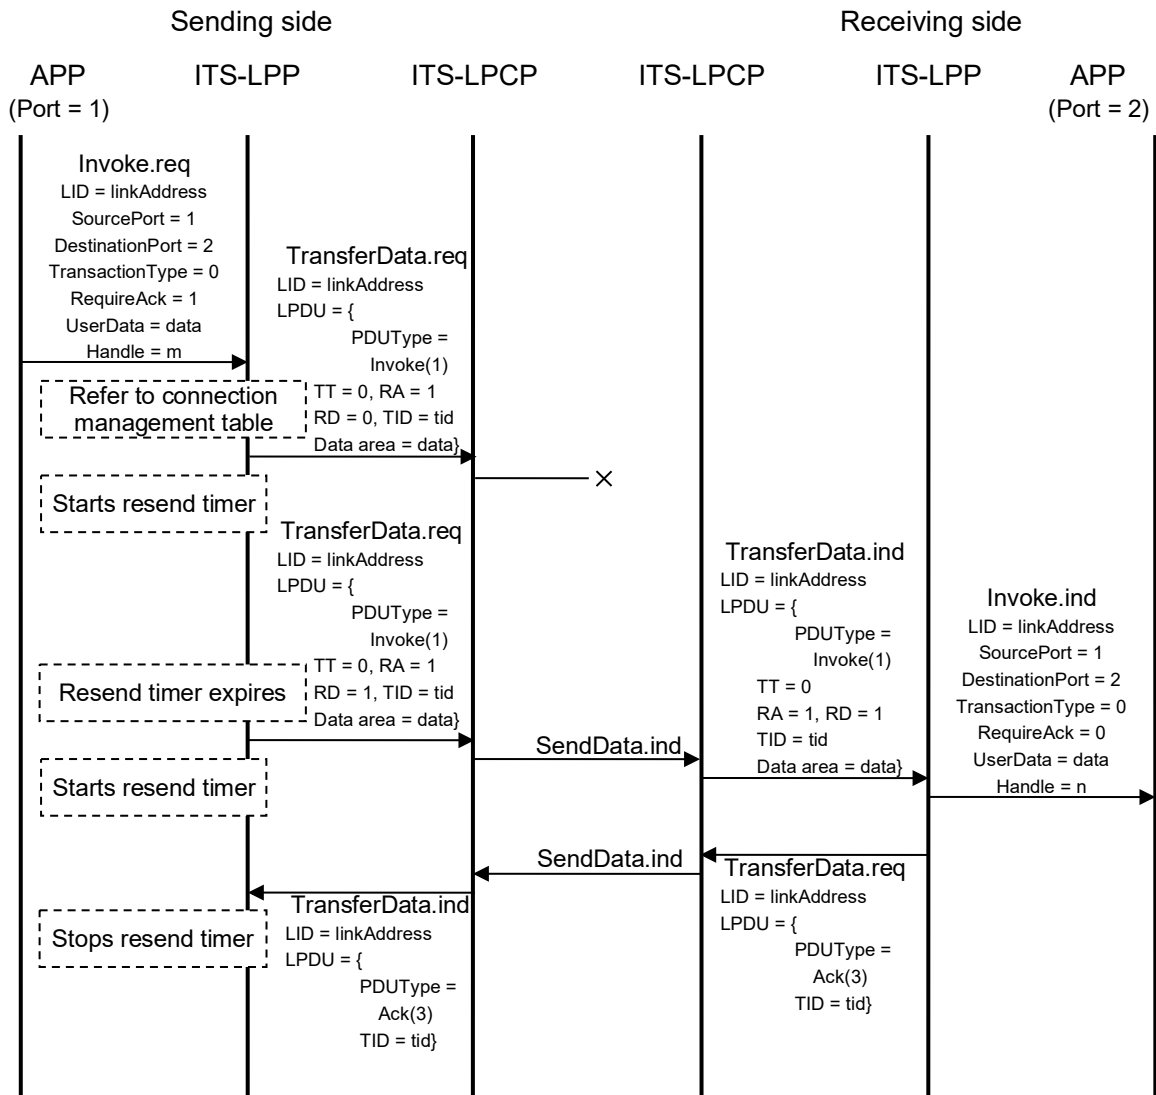 Sending side
Receiving side
APP
(Port = 1)
ITS-LPP
ITS-LPCP
ITS-LPCP
ITS-LPP
APP
(Port = 2)
Invoke.req
LID = linkAddress
SourcePort = 1
DestinationPort = 2
TransactionType = 0
RequireAck = 1
UserData = data
Handle = m
Refer to connection
management table
TransferData.req
LID = linkAddress
LPDU = {
PDUType =
Invoke(1)
TT = 0, RA = 1
RD = 0, TID = tid
Data area = data}
×
Starts resend timer
TransferData.req
LID = linkAddress
LPDU = {
PDUType =
Invoke(1)
TT = 0, RA = 1
RD = 1, TID = tid
Data area = data}
Resend timer expires
Starts resend timer
SendData.ind
TransferData.ind
LID = linkAddress
LPDU = {
PDUType =
Invoke(1)
TT = 0
RA = 1, RD = 1
TID = tid
Data area = data}
Invoke.ind
LID = linkAddress
SourcePort = 1
DestinationPort = 2
TransactionType = 0
RequireAck = 0
UserData = data
Handle = n
TransferData.req
LID = linkAddress
LPDU = {
PDUType =
Ack(3)
TID = tid}
SendData.ind
TransferData.ind
LID = linkAddress
LPDU = {
PDUType =
Ack(3)
TID = tid}
Stops resend timer